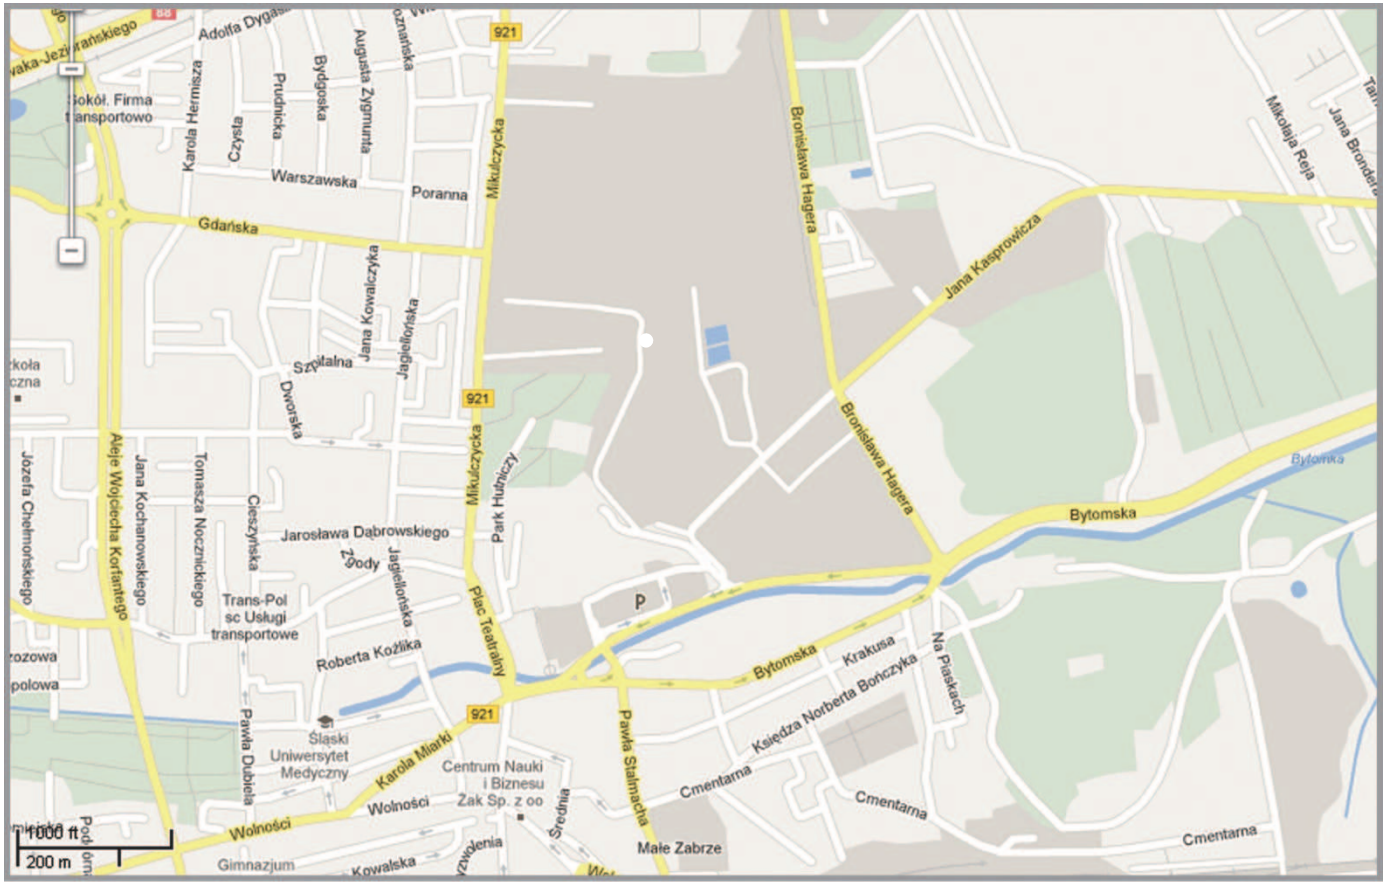 88
Adolfa Dygas
921
Sokół. Firma
transportowo
Karola Hermisza
Czysta
Prudnicka
Bydgoska
Augusta Zygmunta
Mikulczycka
Bronisława Hagera
Mikołaja Reja
Jana Brondera
Warszawska
Poranna
Gdańska
Jana Kasprowicza
Jana Kowalczyka
Jagiellońska
Szpitalna
Dworska
921
Mikulczycka
Bronisława Hagera
Park Hutniczy
Bytomka
Bytomska
Józefa Chełmońskiego
Aleje Wojciecha Korfantego
Jana Kochanowskiego
Tomasza Nocznickiego
Cieszyńska
Jarosława Dąbrowskiego
Zgody
Jagiellońska
Trans-Pol
sc Usługi
transportowe
Plac Teatralny
P
Roberta Koźlika
Bytomska
Krakusa
Księdza Norberta Bończyka
Na Piaskach
921
Śląski
Uniwersytet
Medyczny
Pawła Dubiela
Karola Miarki
Centrum Nauki
i Biznesu
Żak Sp. z oo
Pawła Stalmacha
Cmentarna
Cmentarna
Cmentarna
Wolności
Wolności
Średnia
Małe Zabrze
Gimnazjum
Kowalska
1000 ft
200 m